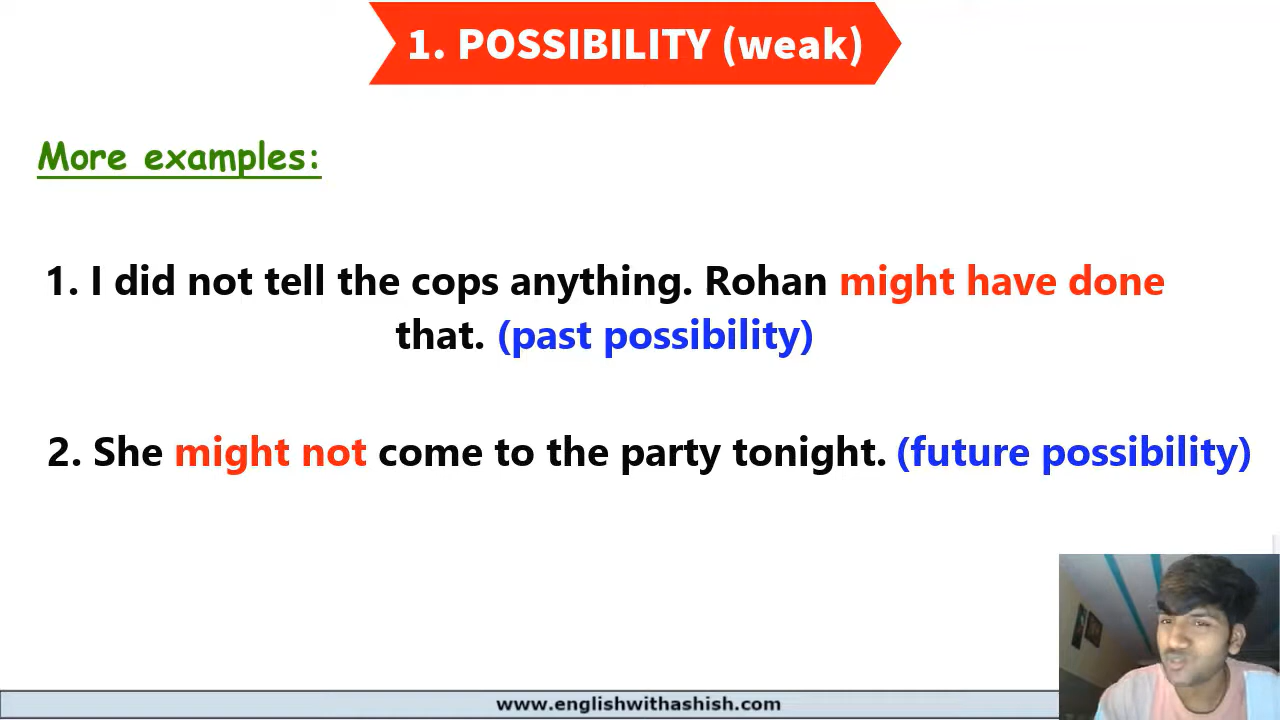 1. POSSIBILITY (weak)
More examples:
1. I did not tell the cops anything. Rohan might have done
that. (past possibility)
2. She might not come to the party tonight. (future possibility)
www.englishwithashish.com